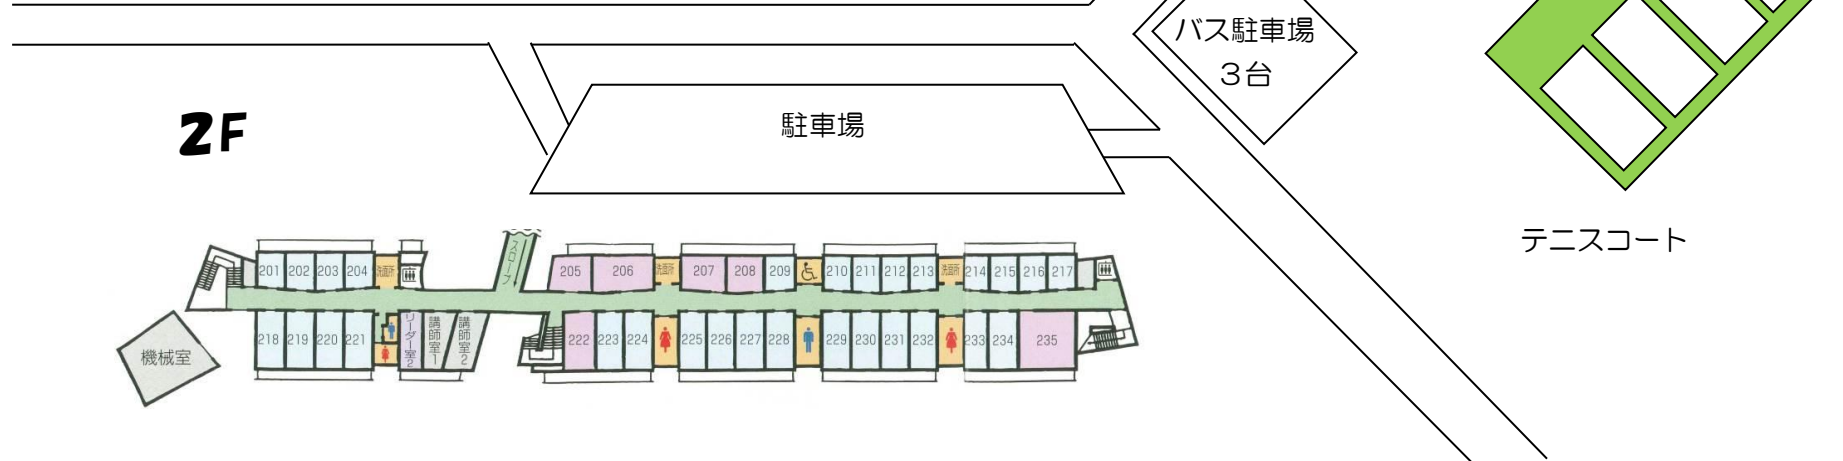 バス駐車場
３台
駐車場
2F
テニスコート
スロープ
201 202 203 204 洗面所
205 206 洗面所 207 208 209 210 211 212 213 洗面所 214 215 216 217
218 219 220 221 リーダー室2 講師室1 講師室2
222 223 224 225 226 227 228 229 230 231 232 233 234 235
機械室